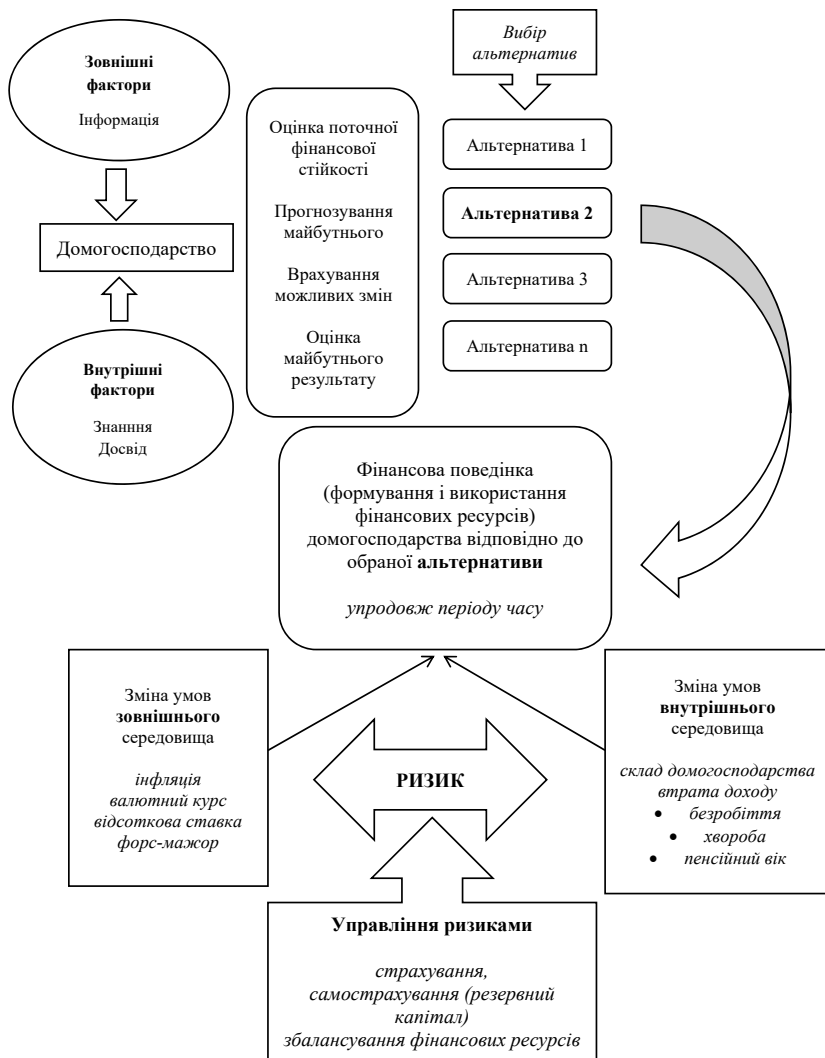 Зовнішні
фактори
Інформація
Домогосподарство
Внутрішні
фактори
Знанння
Досвід
Оцінка поточної
фінансової
стійкості
Прогнозування
майбутнього
Врахування
можливих змін
Оцінка
майбутнього
результату
Вибір
альтернатив
Альтернатива 1
Альтернатива 2
Альтернатива 3
Альтернатива n
Фінансова поведінка
(формування і використання
фінансових ресурсів)
домогосподарства відповідно до
обраної альтернативи
упродовж періоду часу
Зміна умов
зовнішнього
середовища
інфляція
валютний курс
відсоткова ставка
форс-мажор
РИЗИК
Зміна умов
внутрішнього
середовища
склад домогосподарства
втрата доходу
• безробіття
• хвороба
• пенсійний вік
Управління ризиками
страхування,
самострахування (резервний
капітал)
збалансування фінансових ресурсів